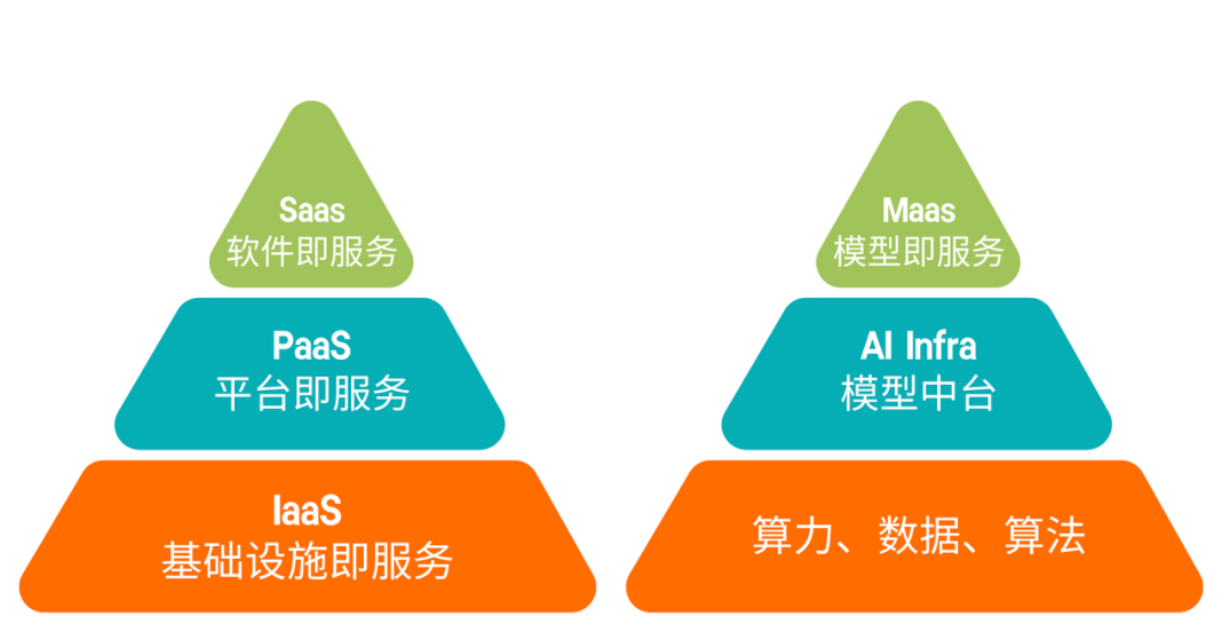 Saas
软件即服务
PaaS
平台即服务
IaaS
基础设施即服务
Maas
模型即服务
AI Infra
模型中台
算力、数据、算法